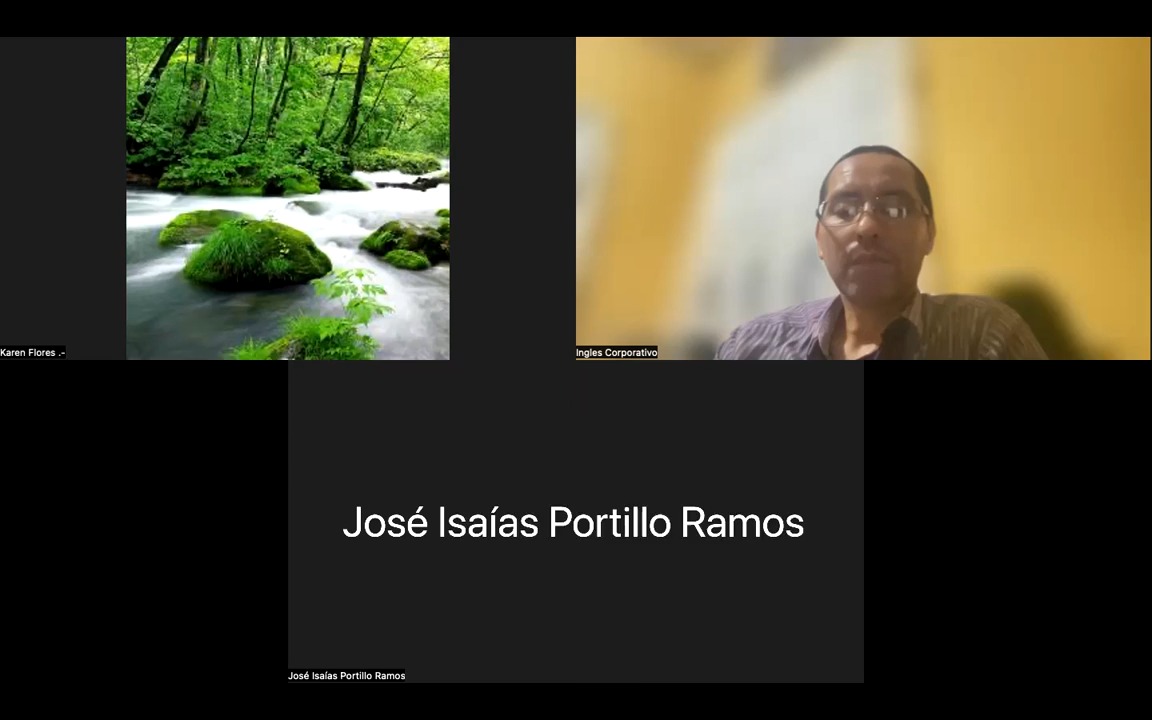 Karen Flores .-
Ingles Corporativo
José Isaías Portillo Ramos
José Isaías Portillo Ramos